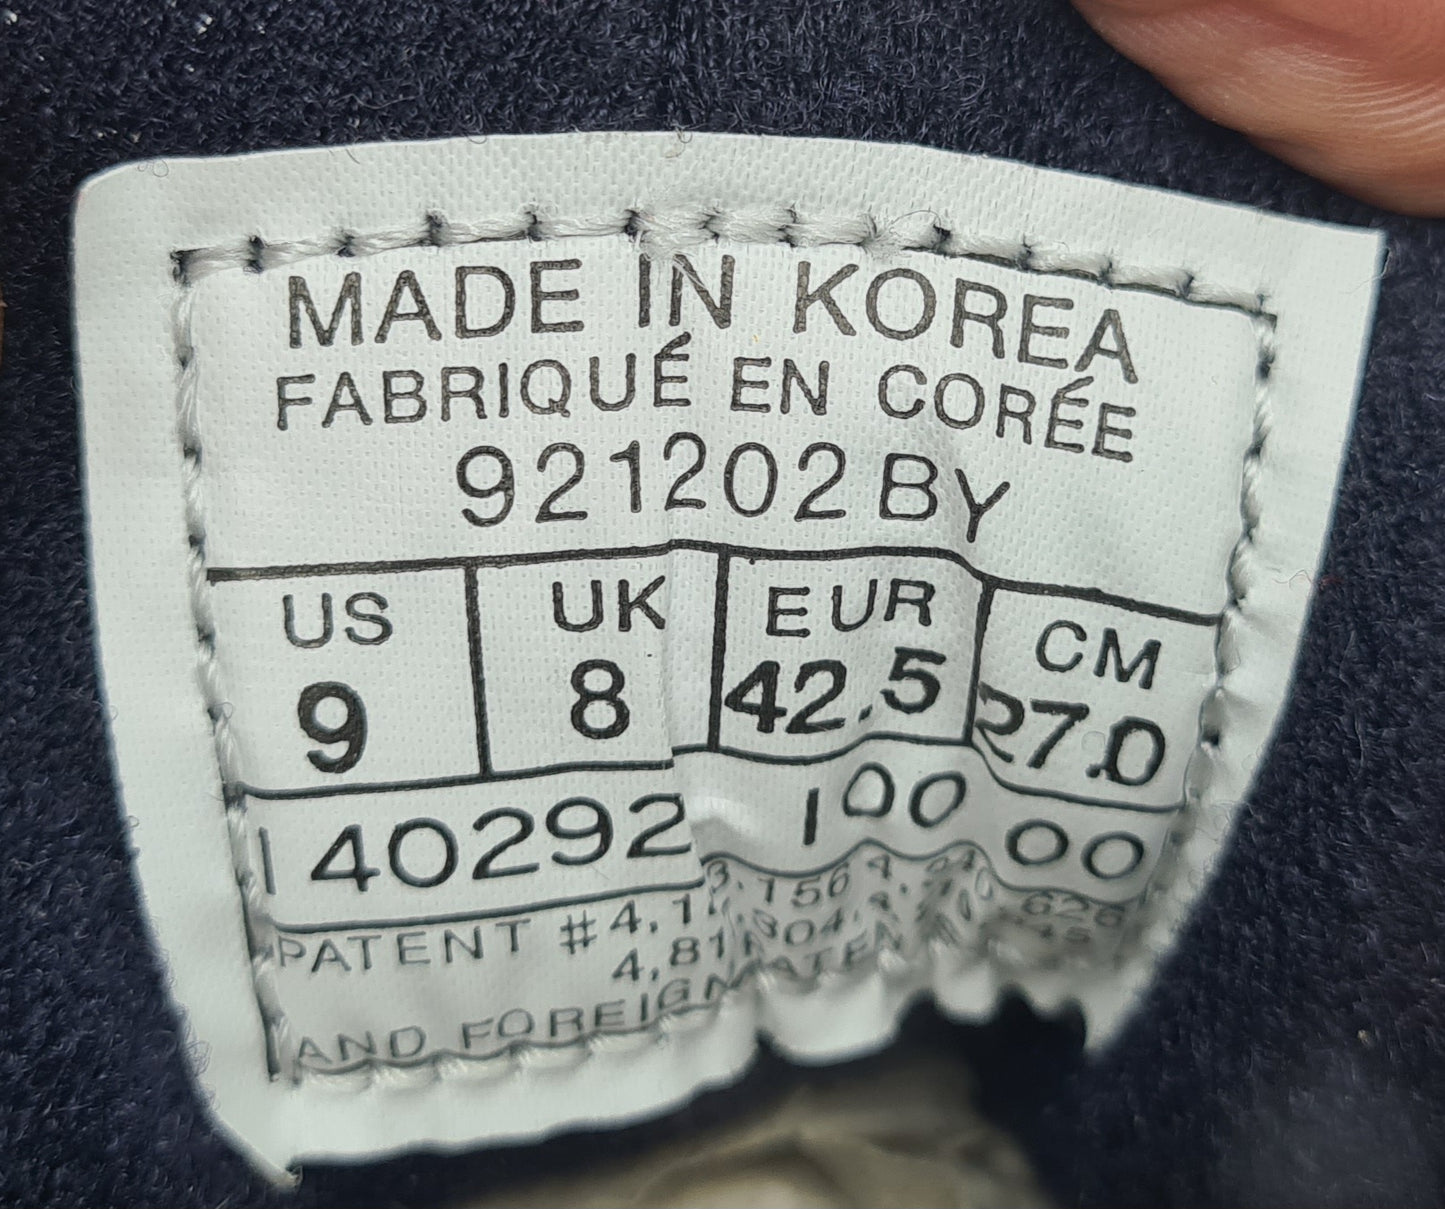 MADE IN KOREA
FABRIQUÉ EN CORÉE
921202 BY
US UK EUR CM
9 8 42.5 27.0
140292 100 00
PATENT #4,1
4,81
AND FOREIGN